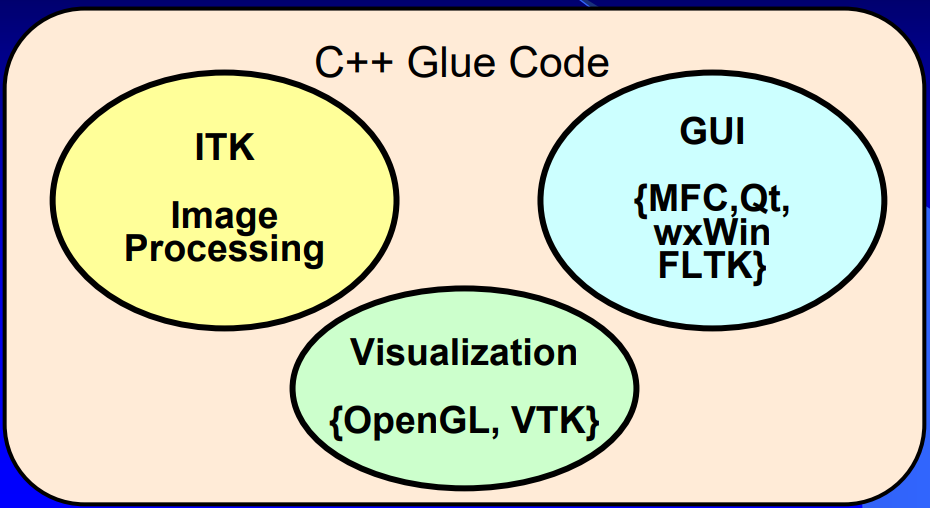 C++ Glue Code
ITK
Image
Processing
GUI
{MFC,Qt,
wxWin
FLTK}
Visualization
{OpenGL, VTK}